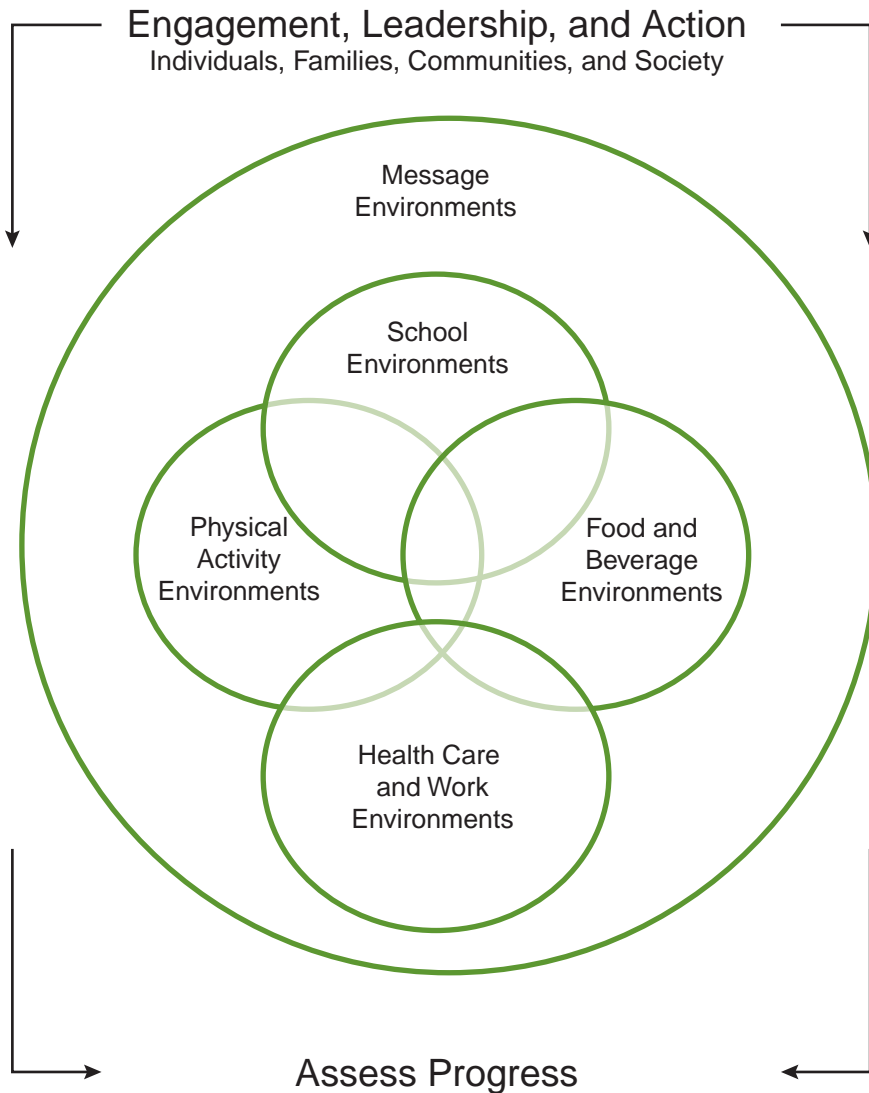 Engagement, Leadership, and Action
Individuals, Families, Communities, and Society
Message
Environments
School
Environments
Physical
Activity
Environments
Food and
Beverage
Environments
Health Care
and Work
Environments
Assess Progress